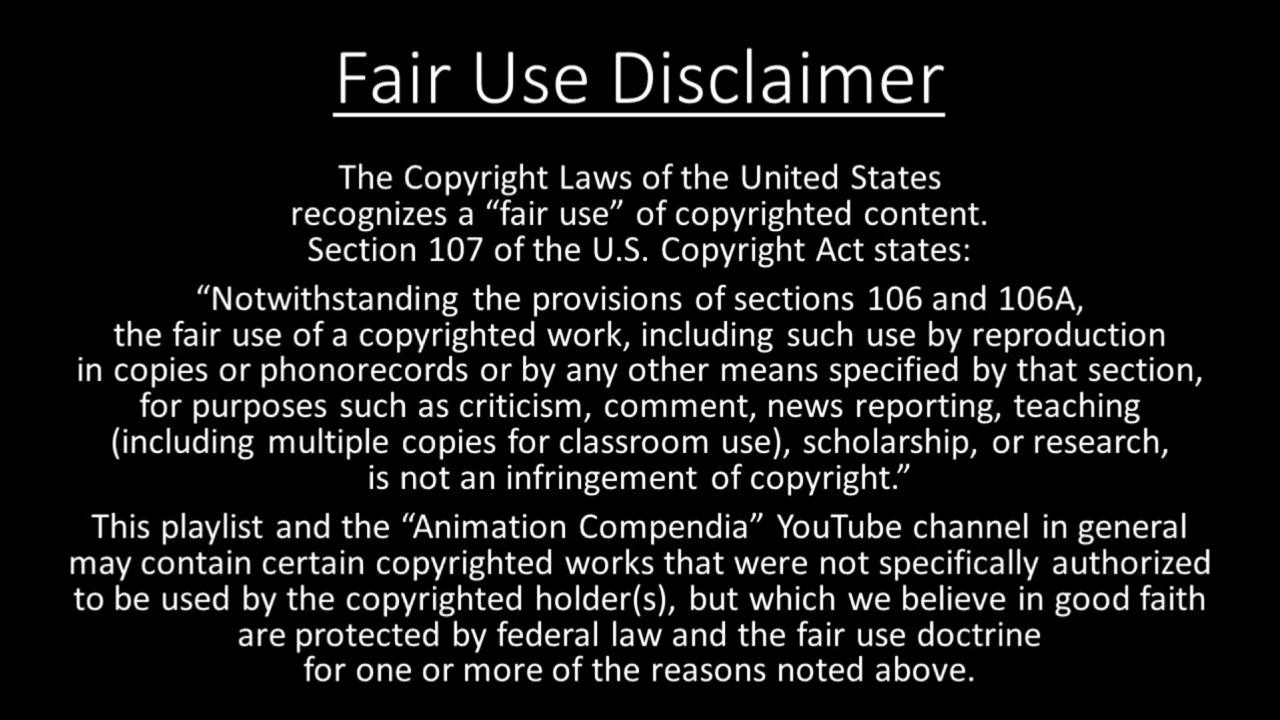 Fair Use Disclaimer
The Copyright Laws of the United States
recognizes a “fair use” of copyrighted content.
Section 107 of the U.S. Copyright Act states:
“Notwithstanding the provisions of sections 106 and 106A,
the fair use of a copyrighted work, including such use by reproduction
in copies or phonorecords or by any other means specified by that section,
for purposes such as criticism, comment, news reporting, teaching
(including multiple copies for classroom use), scholarship, or research,
is not an infringement of copyright.”
This playlist and the “Animation Compendia” YouTube channel in general
may contain certain copyrighted works that were not specifically authorized
to be used by the copyrighted holder(s), but which we believe in good faith
are protected by federal law and the fair use doctrine
for one or more of the reasons noted above.